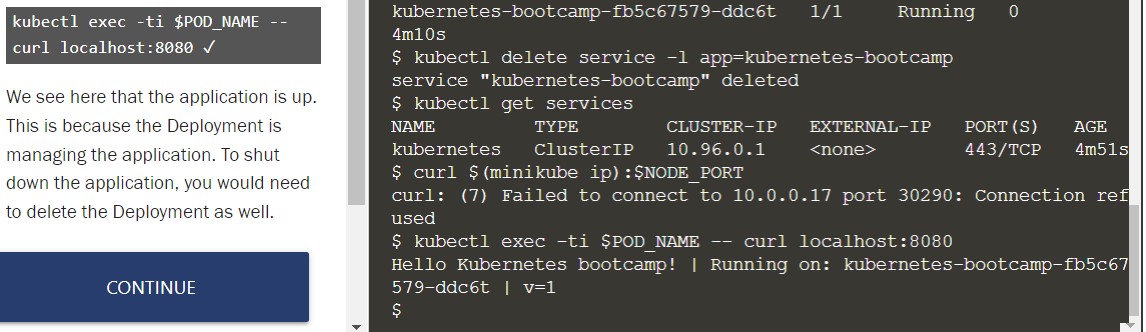 kubectl exec -ti $POD_NAME --
curl localhost:8080 ✓
We see here that the application is up.
This is because the Deployment is
managing the application. To shut
down the application, you would need
to delete the Deployment as well.
CONTINUE
kubernetes-bootcamp-fb5c67579-ddc6t   1/1     Running   0
4m10s
$ kubectl delete service -l app=kubernetes-bootcamp
service "kubernetes-bootcamp" deleted
$ kubectl get services
NAME         TYPE        CLUSTER-IP   EXTERNAL-IP   PORT(S)   AGE
kubernetes   ClusterIP   10.96.0.1    <none>        443/TCP   4m51s
$ curl $(minikube ip):$NODE_PORT
curl: (7) Failed to connect to 10.0.0.17 port 30290: Connection ref
used
$ kubectl exec -ti $POD_NAME -- curl localhost:8080
Hello Kubernetes bootcamp! | Running on: kubernetes-bootcamp-fb5c67
579-ddc6t | v=1
$